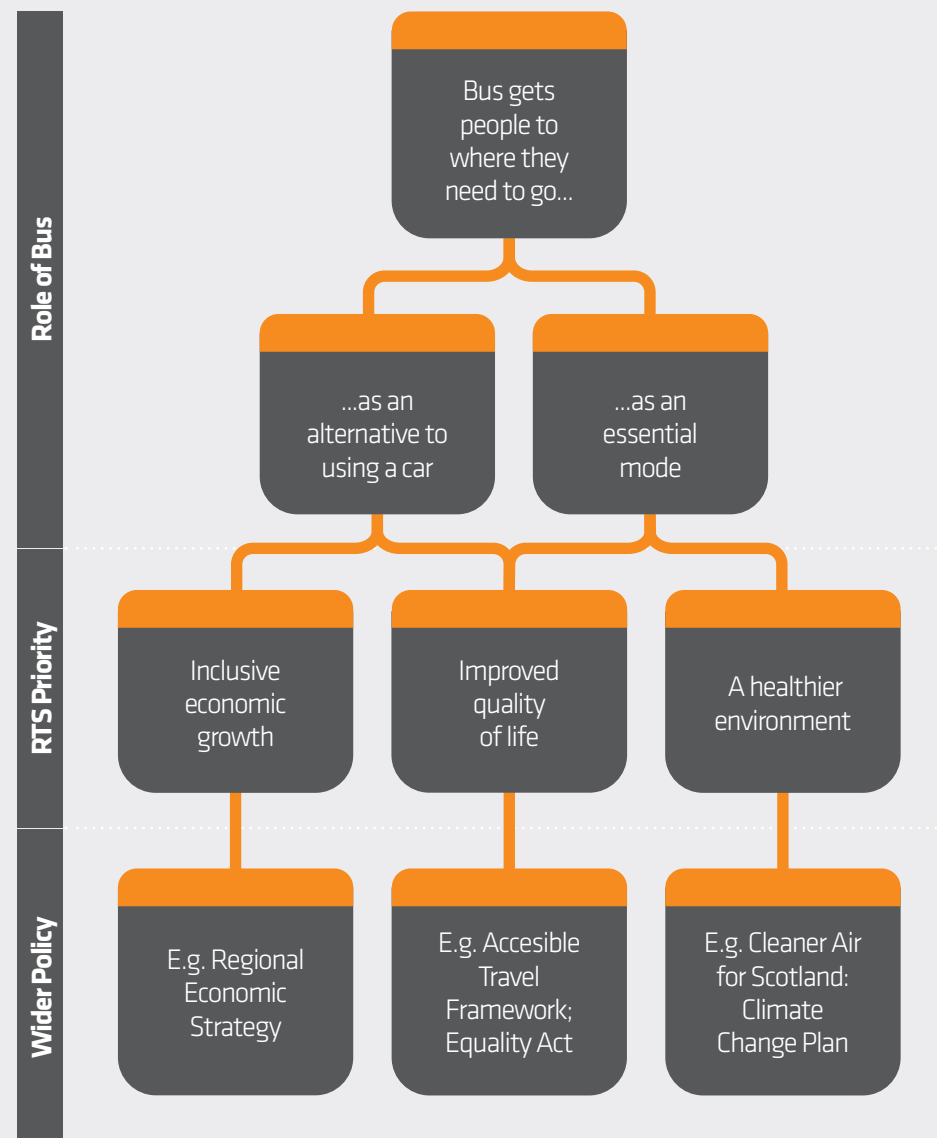 Role of Bus
Bus gets
people to
where they
need to go...
...as an
alternative to
using a car
...as an
essential
mode
RTS Priority
Inclusive
economic
growth
Improved
quality
of life
A healthier
environment
Wider Policy
E.g. Regional
Economic
Strategy
E.g. Accesible
Travel
Framework;
Equality Act
E.g. Cleaner Air
for Scotland:
Climate
Change Plan